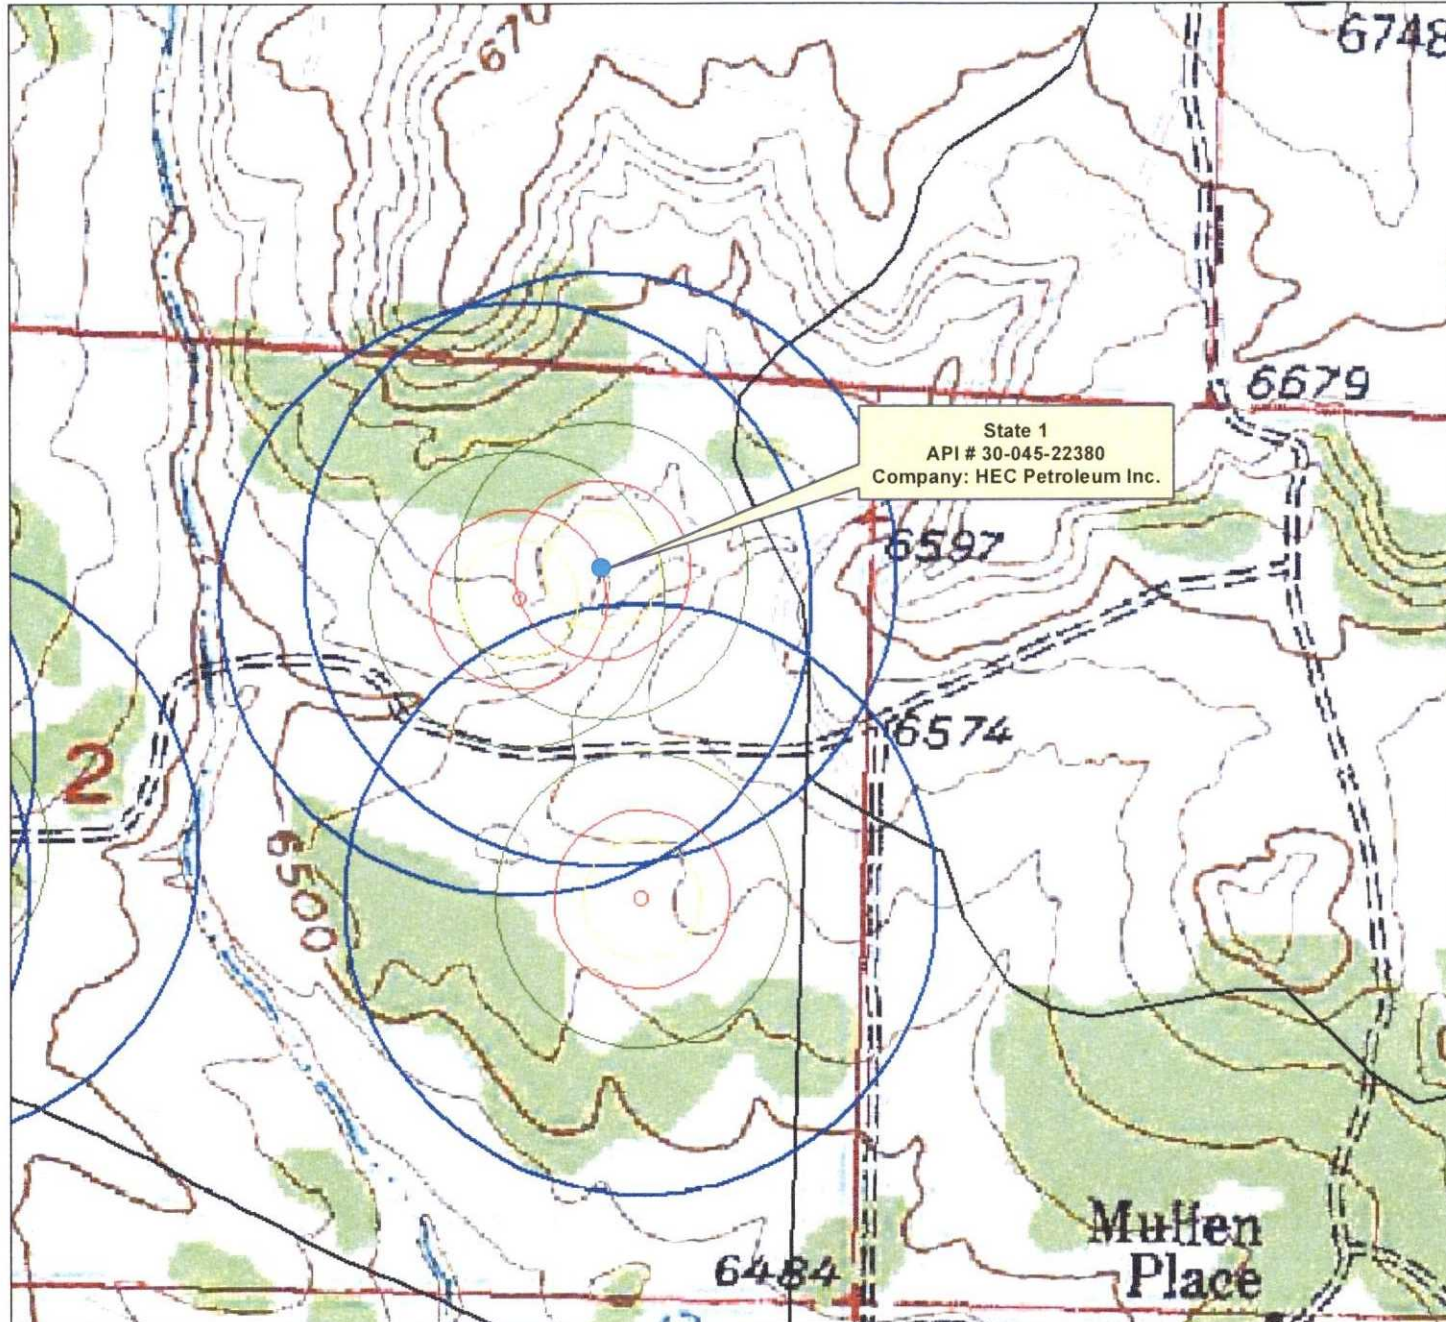 670
6748
6679
State 1
API # 30-045-22380
Company: HEC Petroleum Inc.
6597
6574
2
6500
Mullen
Place
6484